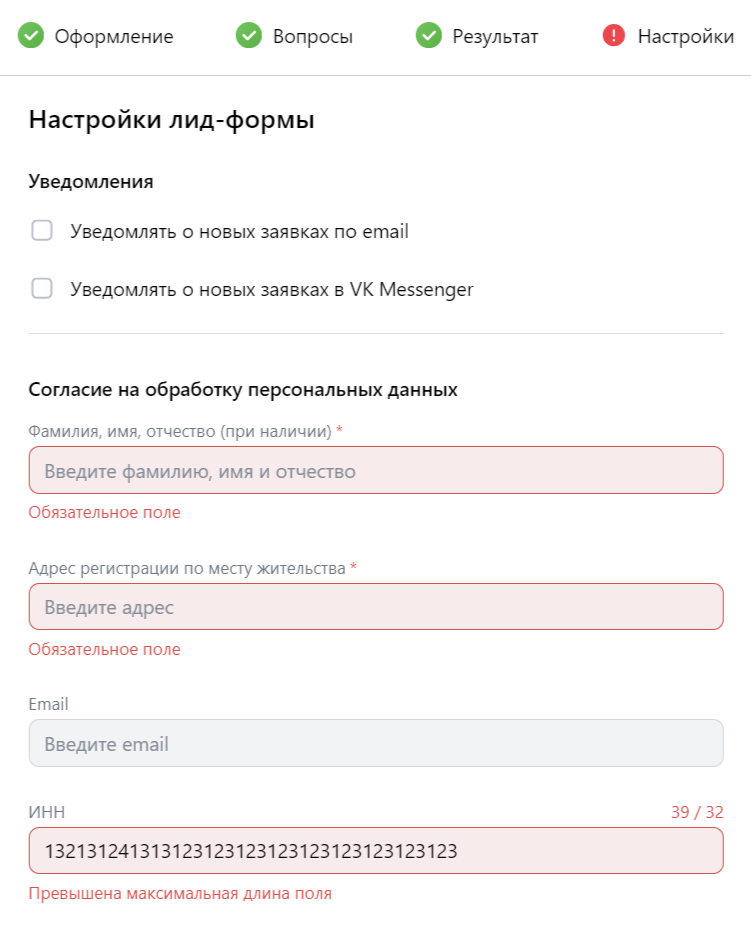 Оформление Вопросы Результат Настройки
Настройки лид-формы
Уведомления
Уведомлять о новых заявках по email
Уведомлять о новых заявках в VK Messenger
Согласие на обработку персональных данных
Фамилия, имя, отчество (при наличии) *
Введите фамилию, имя и отчество
Обязательное поле
Адрес регистрации по месту жительства *
Введите адрес
Обязательное поле
Email
Введите email
ИНН 39 / 32
132131241313123123123123123123123123123
Превышена максимальная длина поля